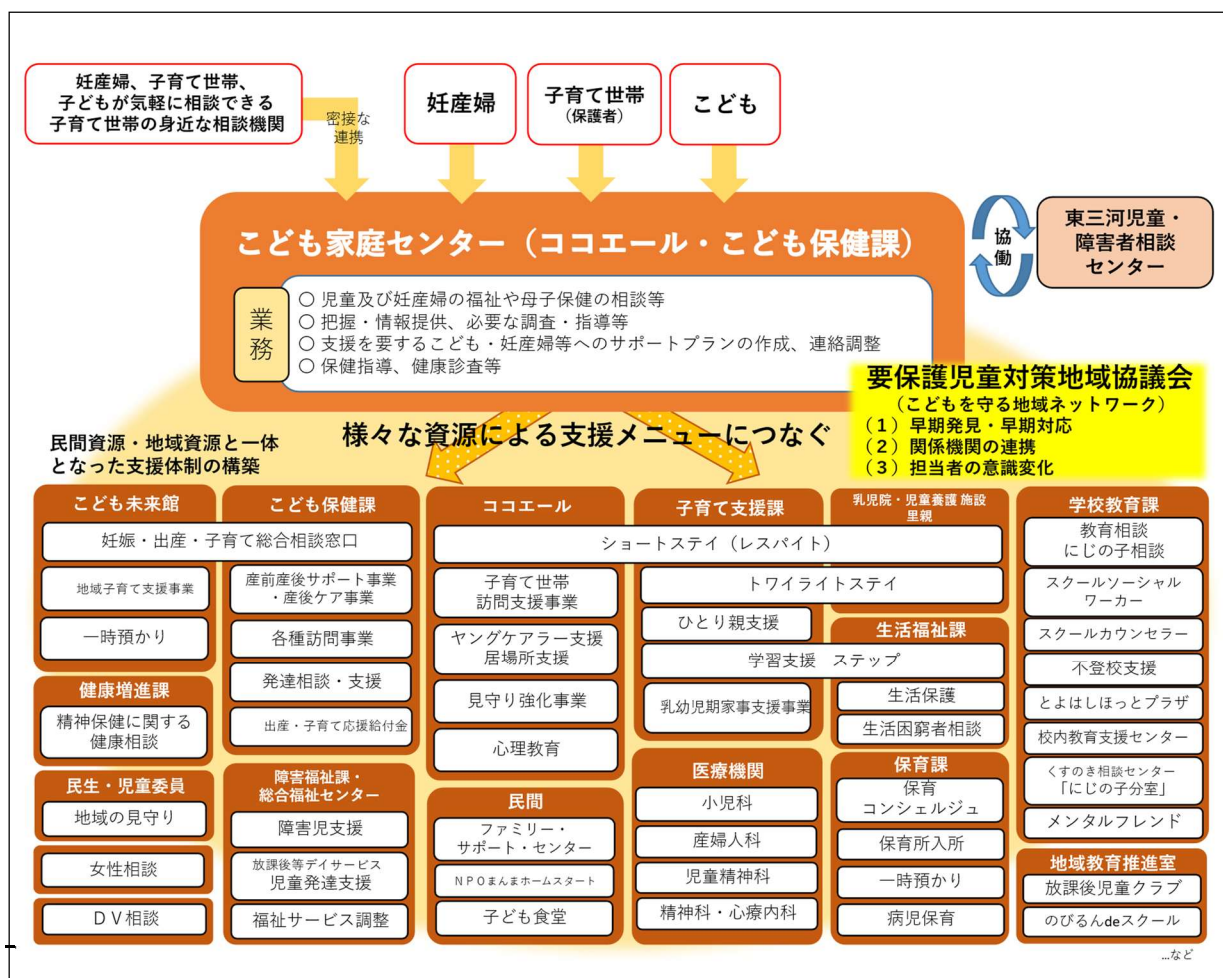 妊産婦、子育て世帯、
子どもが気軽に相談できる
子育て世帯の身近な相談機関
密接な
連携
妊産婦
子育て世帯
（保護者）
こども
こども家庭センター（ココエール・こども保健課）
協
働
東三河児童・
障害者相談
センター
業
務
○ 児童及び妊産婦の福祉や母子保健の相談等
○ 把握・情報提供、必要な調査・指導等
○ 支援を要するこども・妊産婦等へのサポートプランの作成、連絡調整
○ 保健指導、健康診査等
要保護児童対策地域協議会
（こどもを守る地域ネットワーク）
（１）早期発見・早期対応
（２）関係機関の連携
（３）担当者の意識変化
様々な資源による支援メニューにつなぐ
民間資源・地域資源と一体
となった支援体制の構築
こども未来館
こども保健課
妊娠・出産・子育て総合相談窓口
地域子育て支援事業
一時預かり
産前産後サポート事業
・産後ケア事業
各種訪問事業
発達相談・支援
出産・子育て応援給付金
健康増進課
精神保健に関する
健康相談
民生・児童委員
地域の見守り
女性相談
ＤＶ相談
障害福祉課・
総合福祉センター
障害児支援
放課後等デイサービス
児童発達支援
福祉サービス調整
ココエール
子育て支援課
乳児院・児童養護 施設
里親
ショートステイ（レスパイト）
子育て世帯
訪問支援事業
ヤングケアラー支援
居場所支援
見守り強化事業
心理教育
民間
ファミリー・
サポート・センター
ＮＰＯまんまホームスタート
子ども食堂
トワイライトステイ
ひとり親支援
生活福祉課
学習支援　ステップ
乳幼児期家事支援事業
生活保護
生活困窮者相談
医療機関
小児科
産婦人科
児童精神科
精神科・心療内科
保育課
保育
コンシェルジュ
保育所入所
一時預かり
病児保育
学校教育課
教育相談
にじの子相談
スクールソーシャル
ワーカー
スクールカウンセラー
不登校支援
とよはしほっとプラザ
校内教育支援センター
くすのき相談センター
「にじの子分室」
メンタルフレンド
地域教育推進室
放課後児童クラブ
のびるんdeスクール
…など